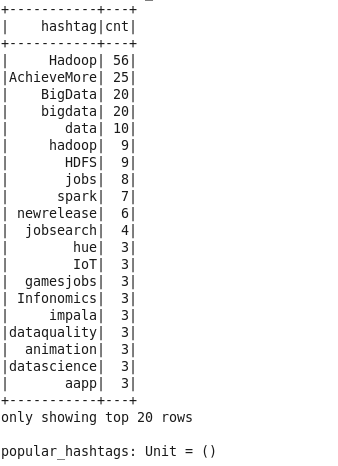 +-----------+---+
|    hashtag|cnt|
+-----------+---+
|     Hadoop| 56|
|AchieveMore| 25|
|    BigData| 20|
|    bigdata| 20|
|       data| 10|
|     hadoop|  9|
|       HDFS|  9|
|       jobs|  8|
|      spark|  7|
| newrelease|  6|
|  jobsearch|  4|
|        hue|  3|
|        IoT|  3|
|  gamesjobs|  3|
| Infonomics|  3|
|     impala|  3|
|dataquality|  3|
|  animation|  3|
|datascience|  3|
|       aapp|  3|
+-----------+---+
only showing top 20 rows

popular_hashtags: Unit = ()